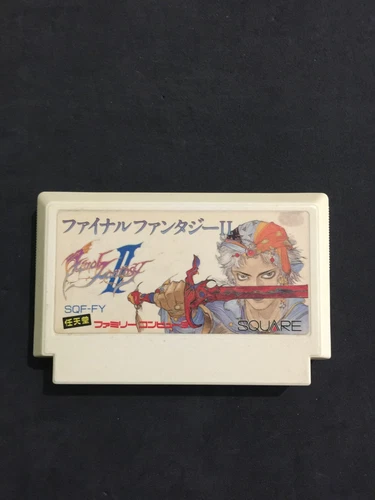 ファイナルファンタジーII
Final Fantasy
II
SQF-FY
任天堂
ファミリーコンピュータ
SQUARE